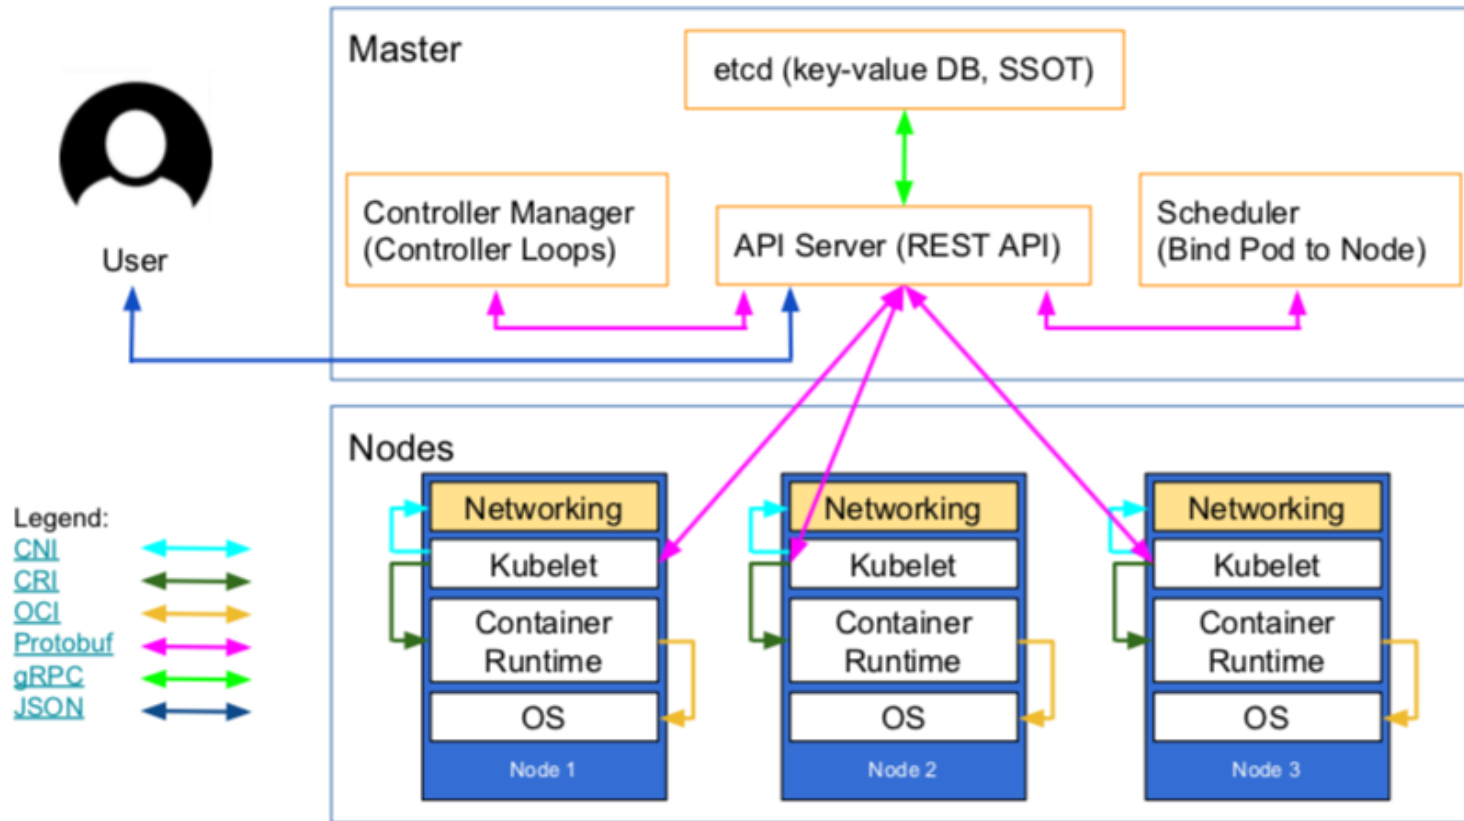 Master
etcd (key-value DB, SSOT)
Controller Manager
(Controller Loops)
API Server (REST API)
Scheduler
(Bind Pod to Node)
User
Nodes
Networking
Kubelet
Container
Runtime
OS
Node 1
Networking
Kubelet
Container
Runtime
OS
Node 2
Networking
Kubelet
Container
Runtime
OS
Node 3
Legend:
CNI
CRI
OCI
Protobuf
gRPC
JSON